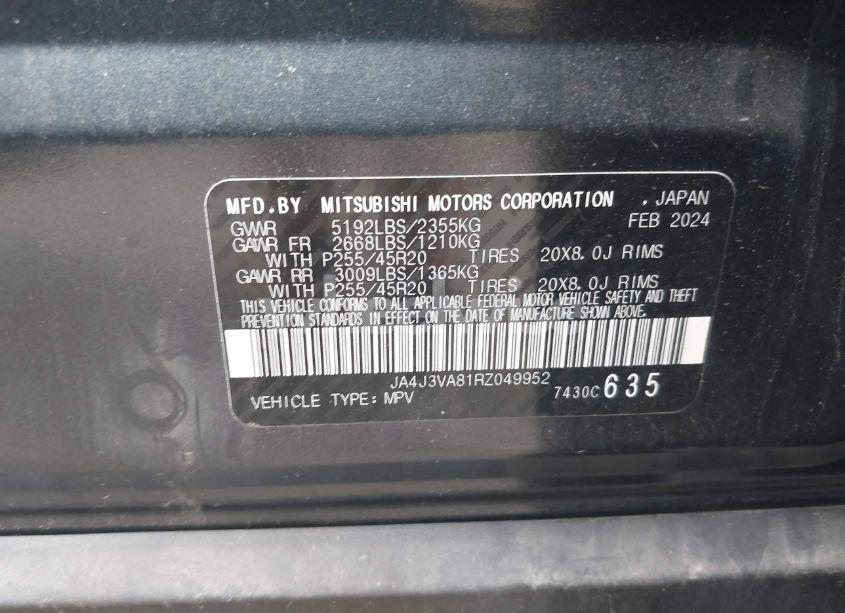 MFD.BY MITSUBISHI MOTORS CORPORATION . JAPAN
GVWR 5192LBS/2355KG FEB 2024
GAWR FR 2668LBS/1210KG
WITH P255/45R20 TIRES 20X8.0J RIMS
GAWR RR 3009LBS/1365KG
WITH P255/45R20 TIRES 20X8.0J RIMS
THIS VEHICLE CONFORMS TO ALL APPLICABLE FEDERAL MOTOR VEHICLE SAFETY AND THEFT
PREVENTION STANDARDS IN EFFECT ON THE DATE OF MANUFACTURE SHOWN ABOVE.
JA4J3VA81RZ049952
VEHICLE TYPE: MPV 7430C 635